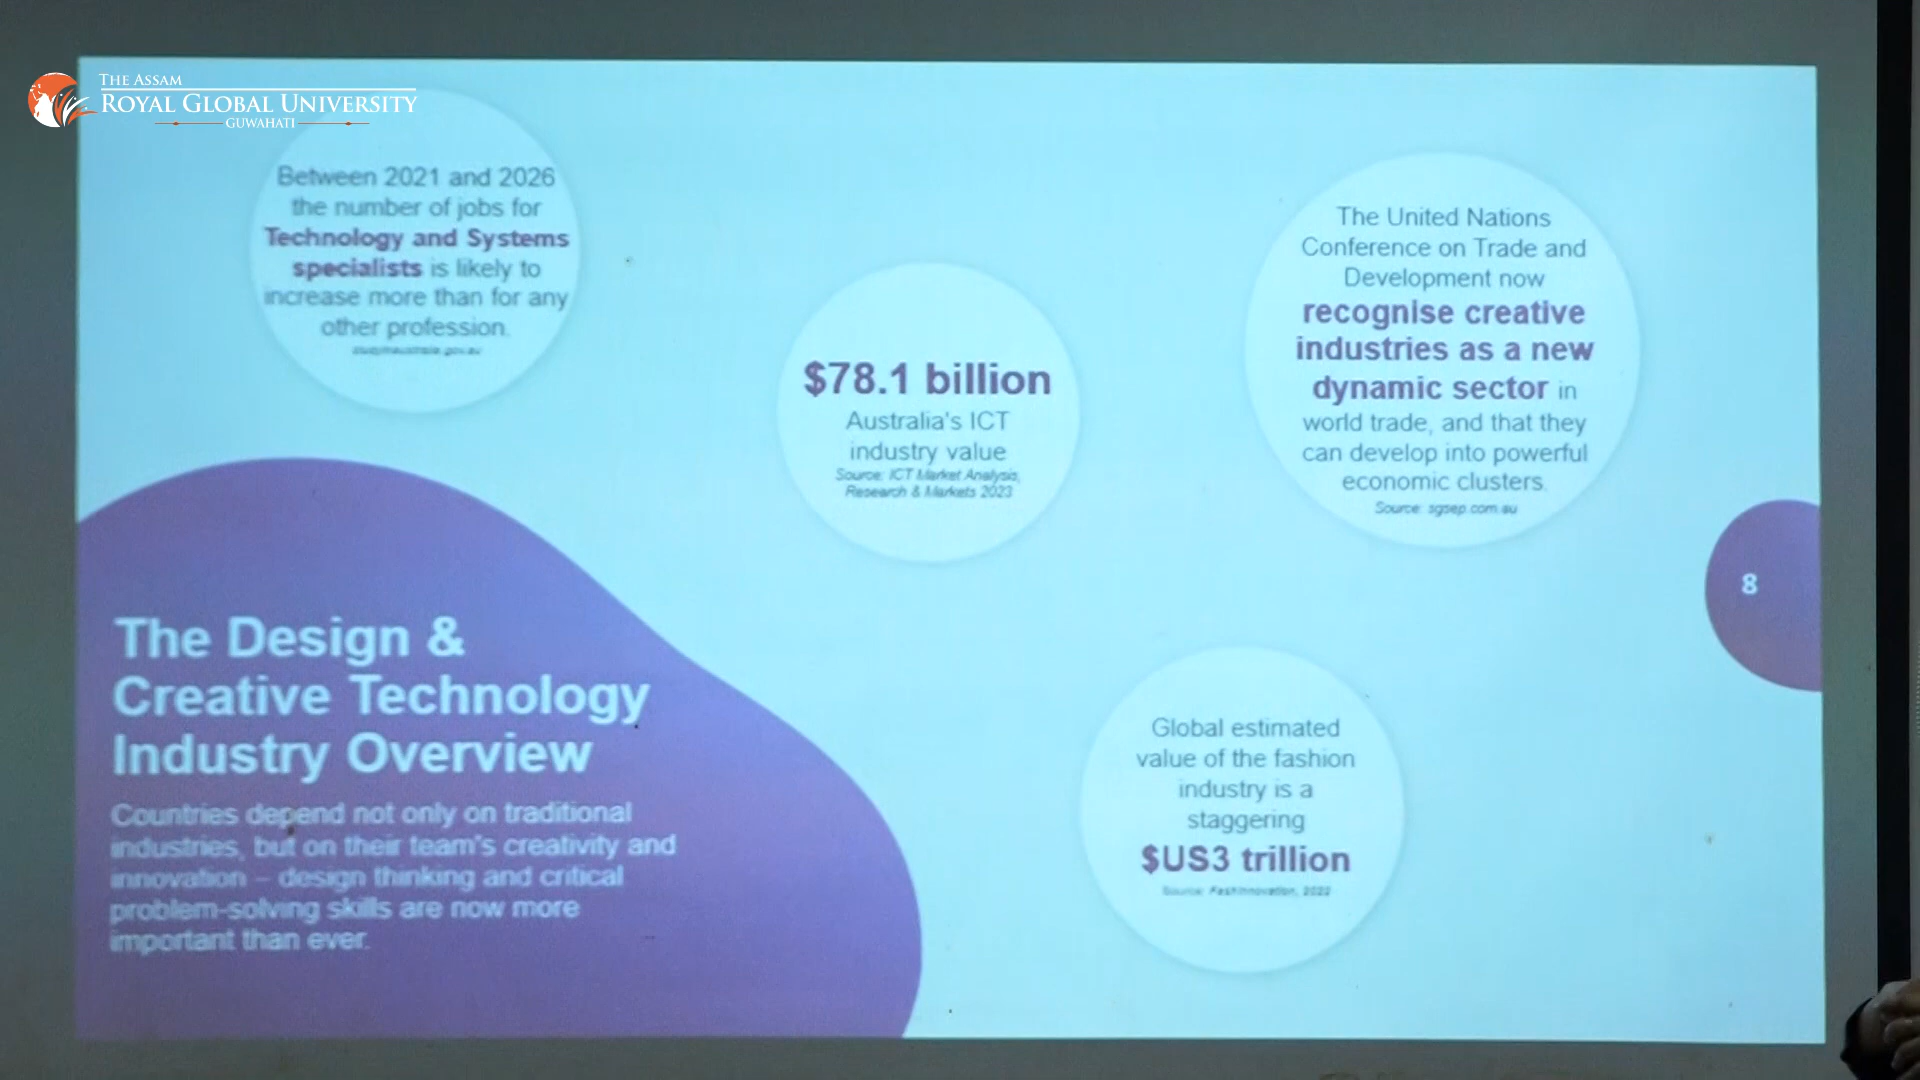 THE ASSAM
ROYAL GLOBAL UNIVERSITY
GUWAHATI
Between 2021 and 2026
the number of jobs for
Technology and Systems
specialists is likely to
increase more than for any
other profession.
studyinaustralia.gov.au
$78.1 billion
Australia's ICT
industry value
Source: ICT Market Analysis,
Research & Markets 2023
The United Nations
Conference on Trade and
Development now
recognise creative
industries as a new
dynamic sector in
world trade, and that they
can develop into powerful
economic clusters.
Source: sgsep.com.au
8
The Design &
Creative Technology
Industry Overview
Countries depend not only on traditional
industries, but on their team's creativity and
innovation – design thinking and critical
problem-solving skills are now more
important than ever.
Global estimated
value of the fashion
industry is a
staggering
$US3 trillion
Source: Fashinnovation, 2022